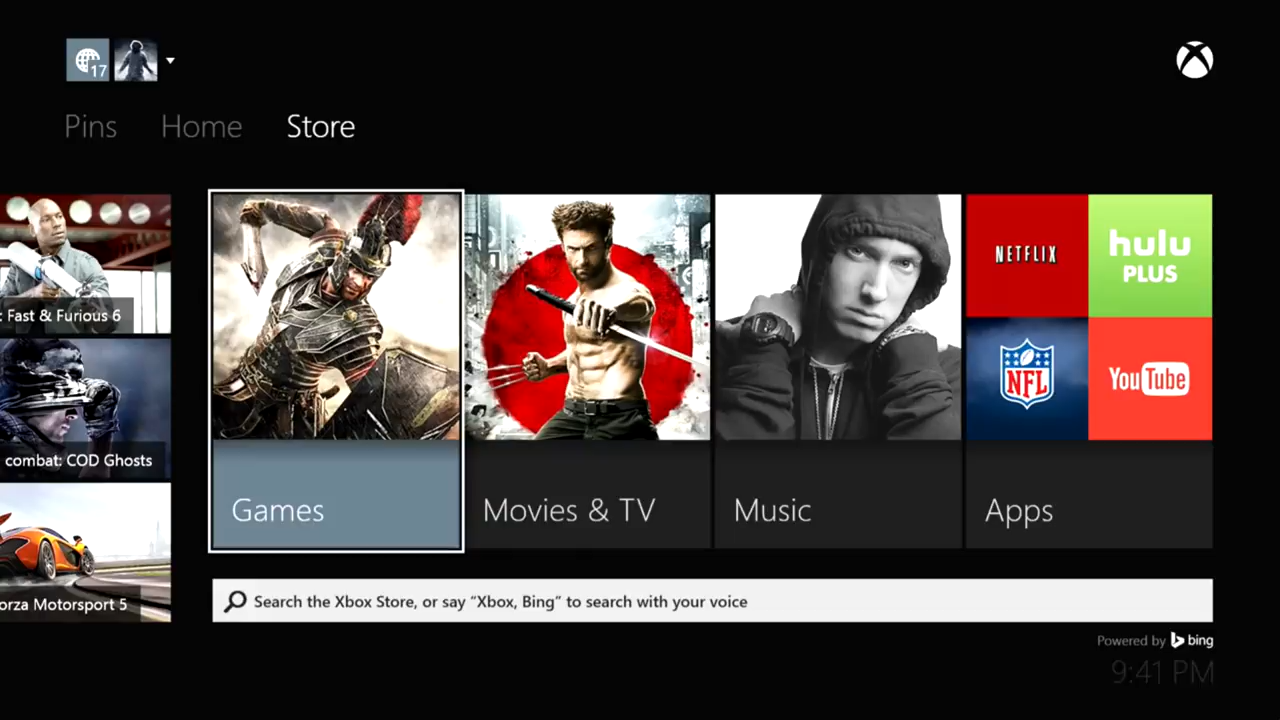 17
Pins Home Store
: Fast & Furious 6
combat: COD Ghosts
orza Motorsport 5
Games
Movies & TV
Music
NETFLIX
hulu
PLUS
NFL
YouTube
Apps
Search the Xbox Store, or say “Xbox, Bing” to search with your voice
Powered by bing
9:41 PM